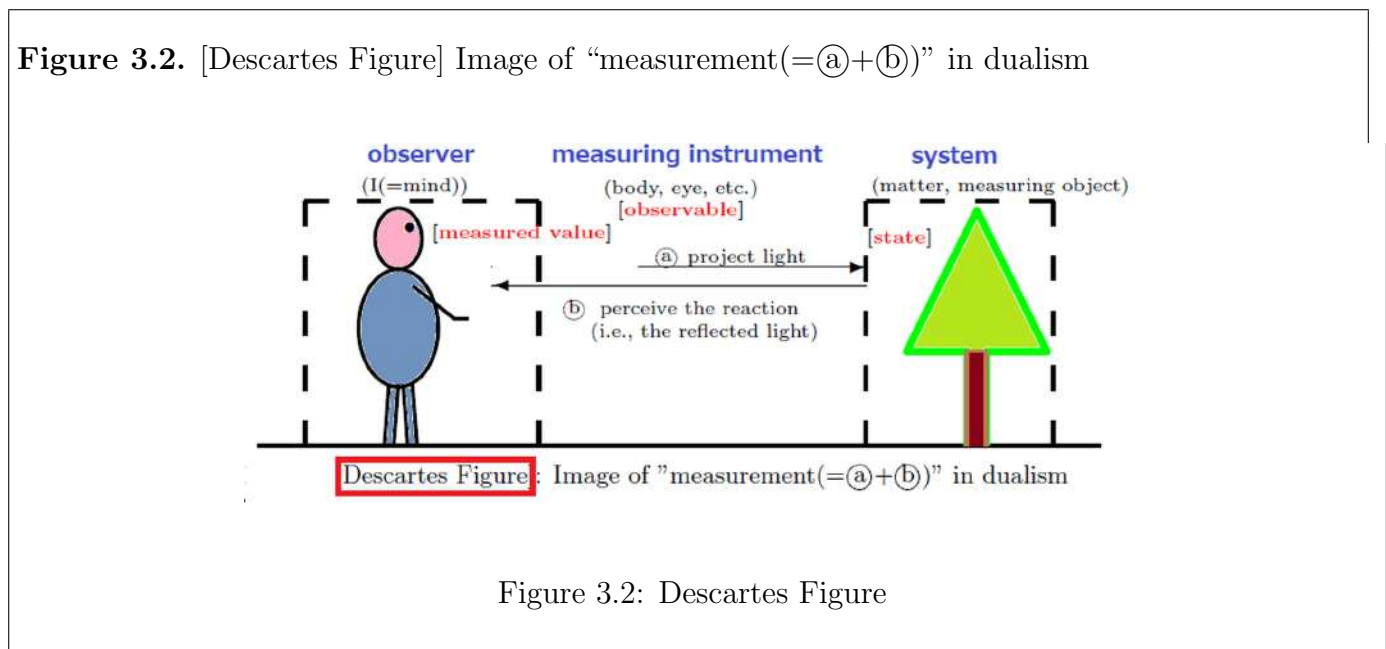 Figure 3.2. [Descartes Figure] Image of “measurement(=ⓐ+ⓑ)” in dualism
observer measuring instrument system
(I(=mind)) (body, eye, etc.) (matter, measuring object)
[observable]
[measured value] [state]
ⓐ project light
ⓑ perceive the reaction
(i.e., the reflected light)
Descartes Figure]: Image of ”measurement(=ⓐ+ⓑ)” in dualism
Figure 3.2: Descartes Figure